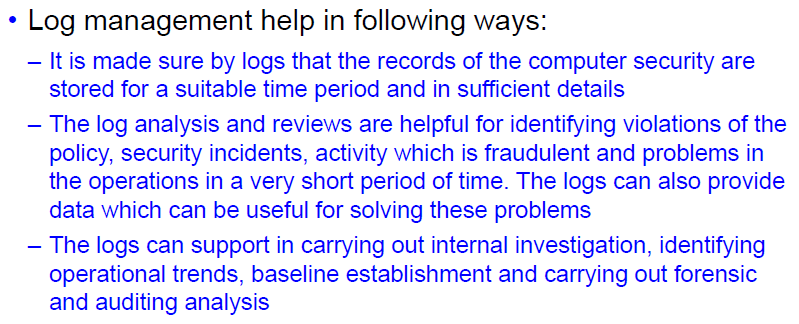 • Log management help in following ways:
– It is made sure by logs that the records of the computer security are
stored for a suitable time period and in sufficient details
– The log analysis and reviews are helpful for identifying violations of the
policy, security incidents, activity which is fraudulent and problems in
the operations in a very short period of time. The logs can also provide
data which can be useful for solving these problems
– The logs can support in carrying out internal investigation, identifying
operational trends, baseline establishment and carrying out forensic
and auditing analysis